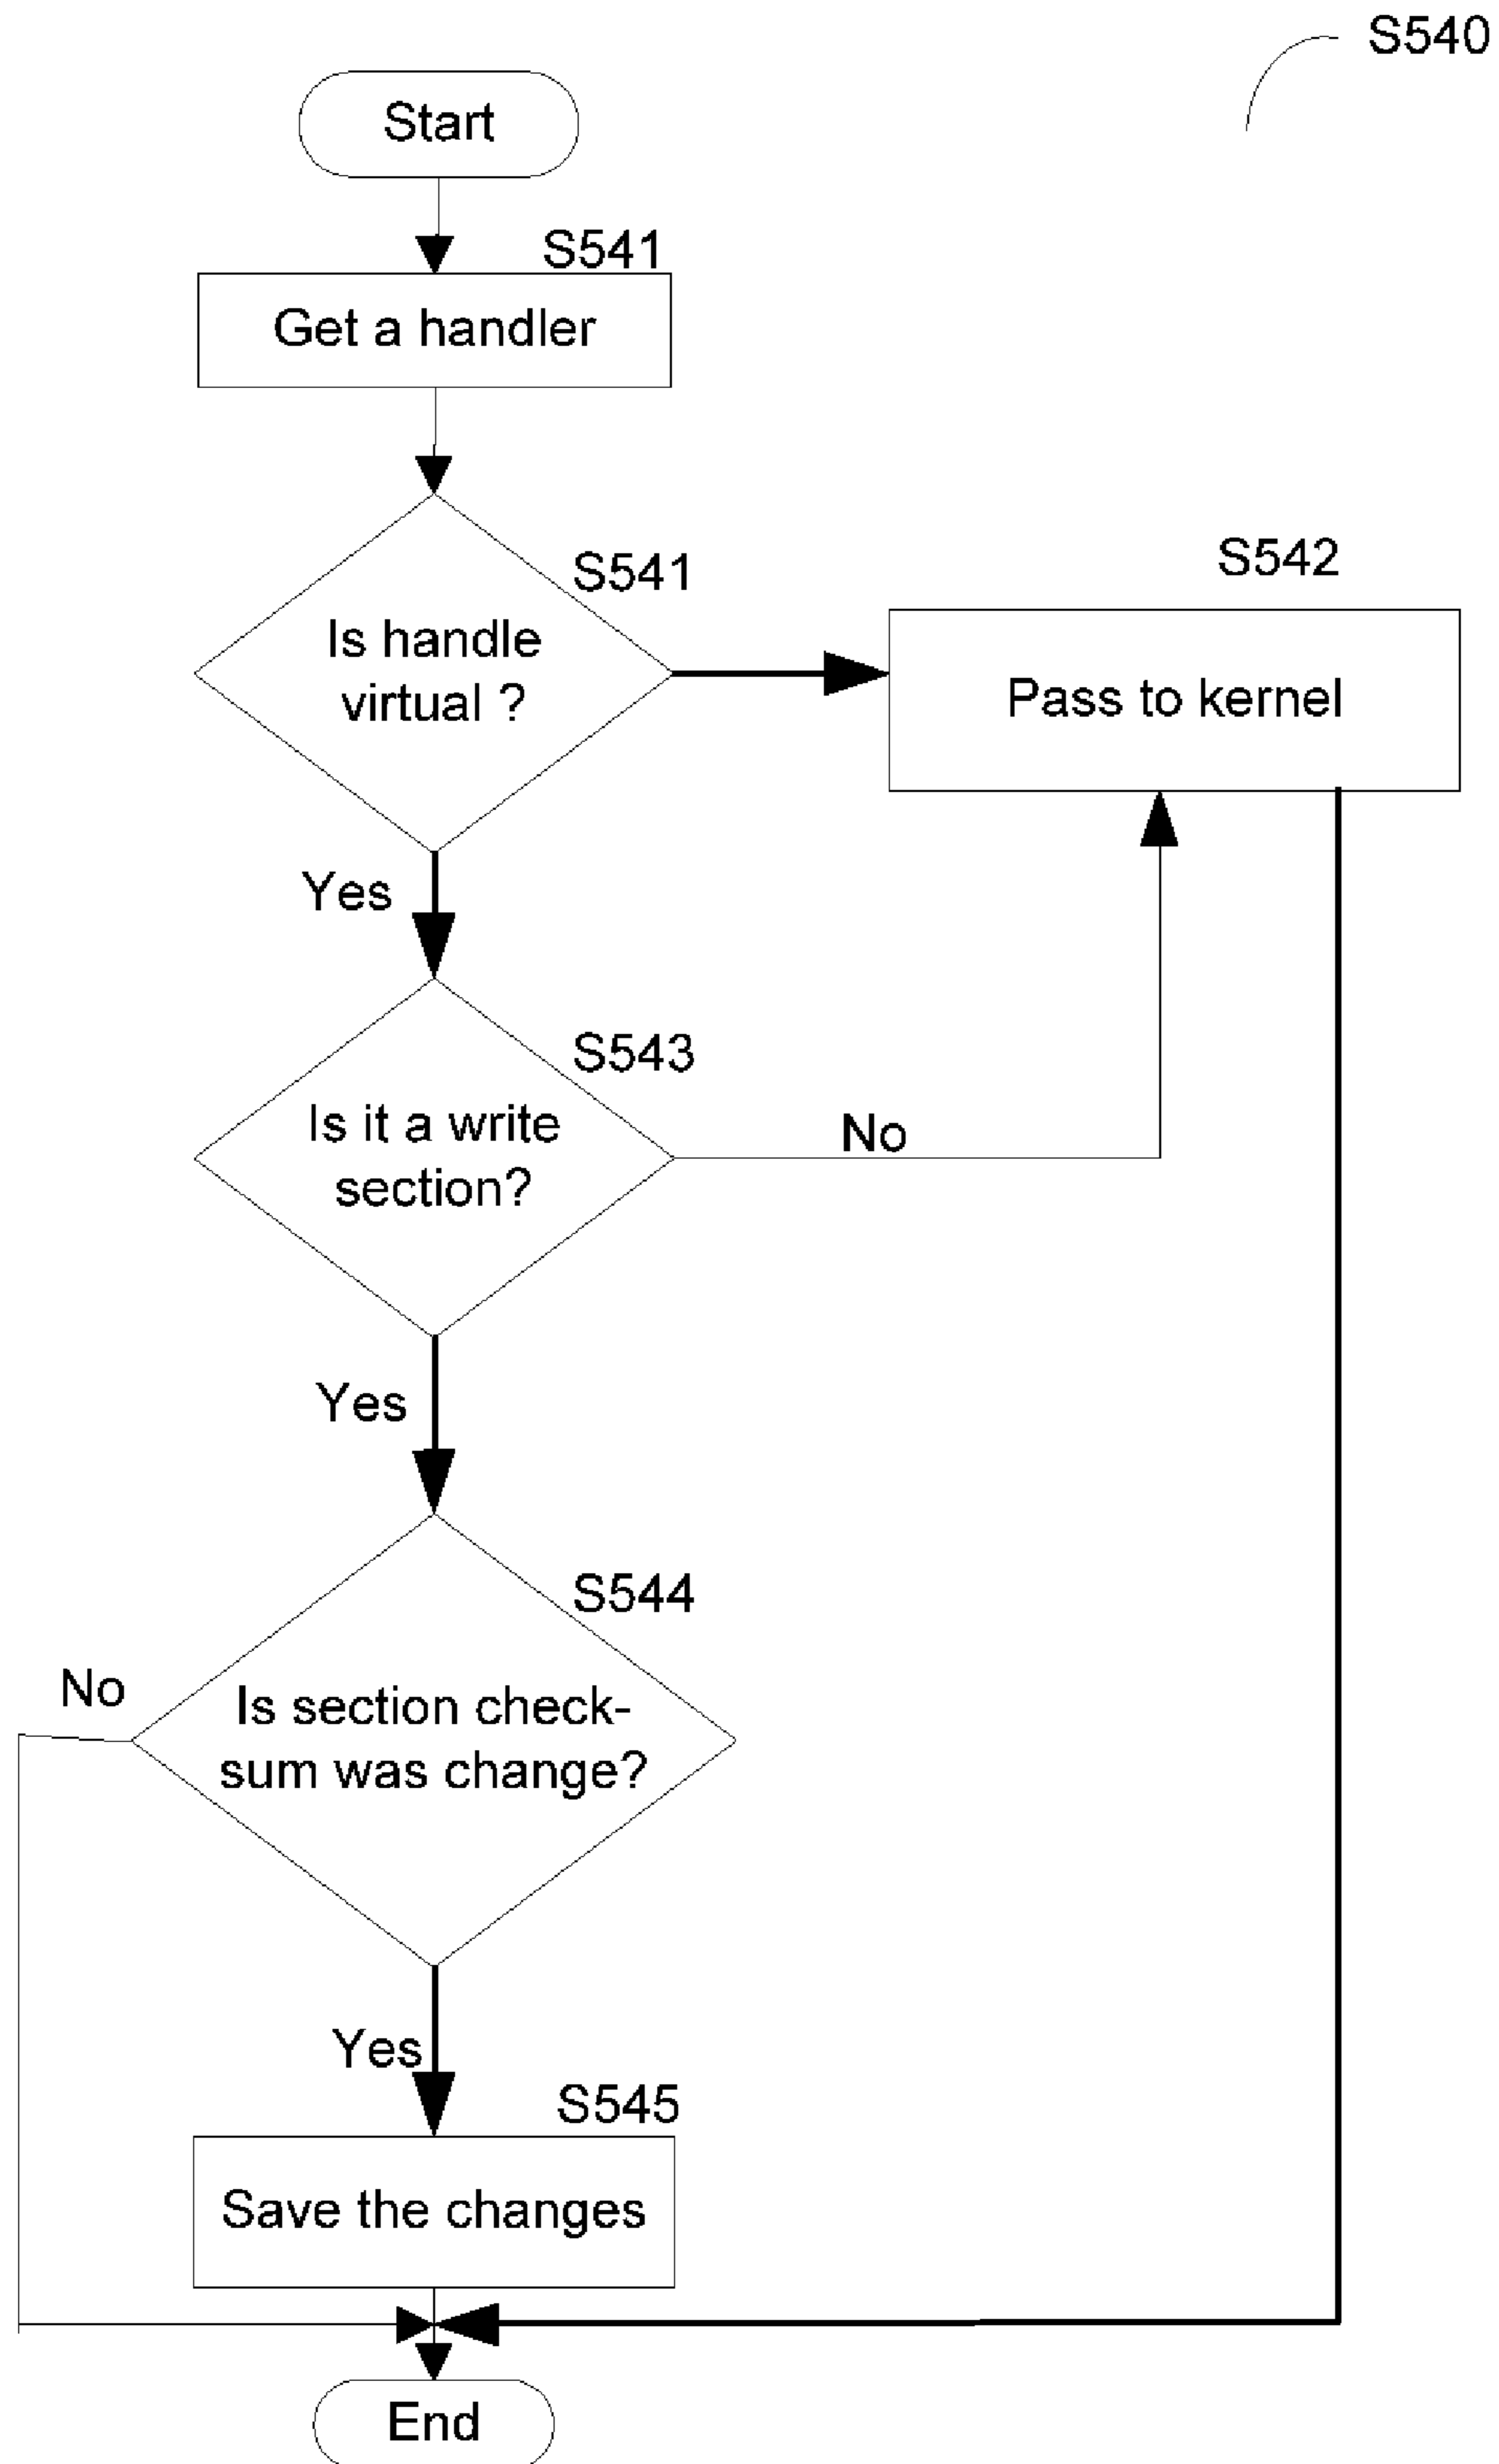 S540
Start
S541
Get a handler
S541
Is handle
virtual ?
S542
Pass to kernel
Yes
S543
Is it a write
section?
No
Yes
S544
No
Is section check-
sum was change?
Yes
S545
Save the changes
End